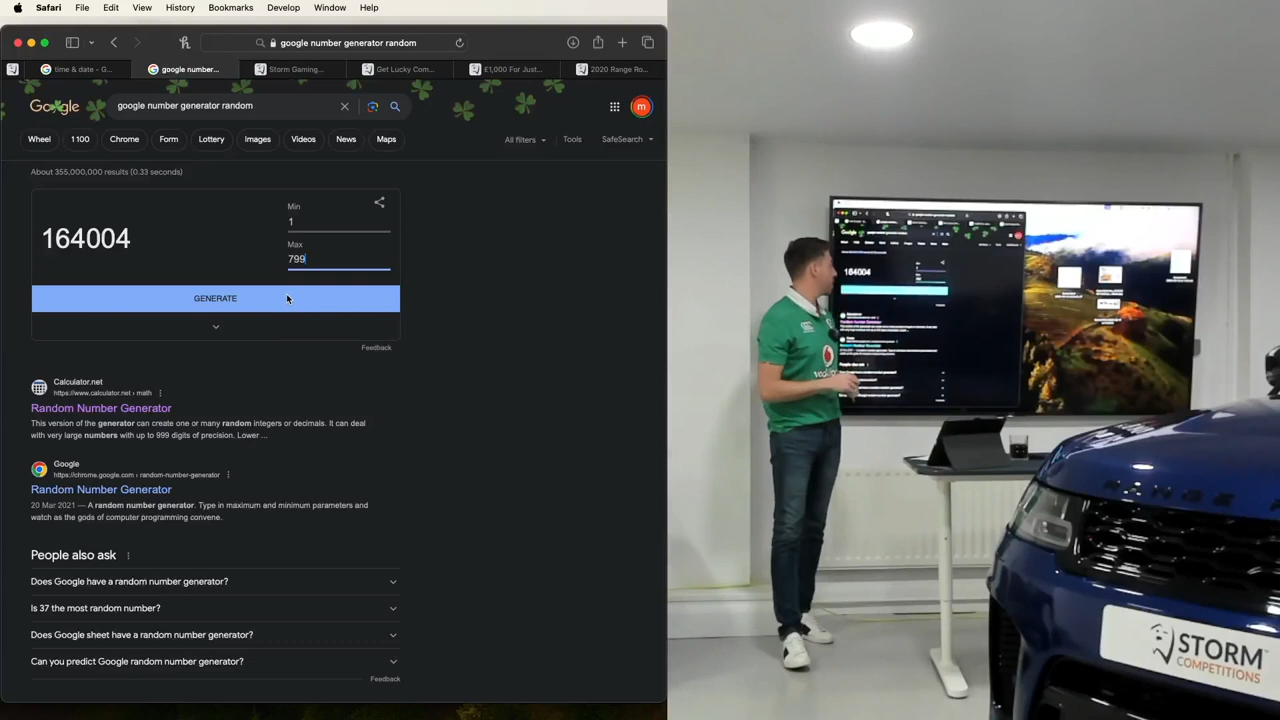 Safari File Edit View History Bookmarks Develop Window Help
google number generator random
time & date - G...
google number...
Storm Gaming...
Get Lucky Com...
£1,000 For Just...
2020 Range Ro...
Google
google number generator random
m
Wheel
1 100
Chrome
Form
Lottery
Images
Videos
News
Maps
All filters
Tools
SafeSearch
About 355,000,000 results (0.33 seconds)
164004
Min
1
Max
799
GENERATE
Feedback
Calculator.net
https://www.calculator.net › math
Random Number Generator
This version of the generator can create one or many random integers or decimals. It can deal
with very large numbers with up to 999 digits of precision. Lower ...
Google
https://chrome.google.com › random-number-generator
Random Number Generator
20 Mar 2021 — A random number generator. Type in maximum and minimum parameters and
watch as the gods of computer programming convene.
People also ask
Does Google have a random number generator?
Is 37 the most random number?
Does Google sheet have a random number generator?
Can you predict Google random number generator?
Feedback
164004
RANGE
STORM
COMPETITIONS